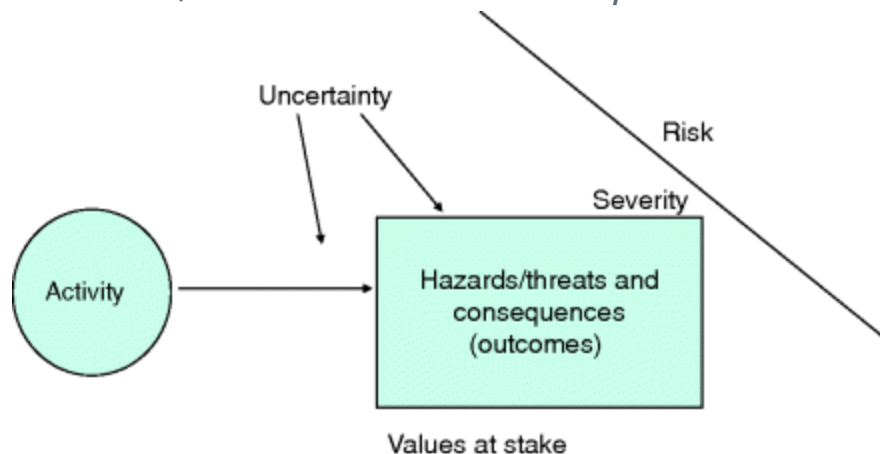 Uncertainty
Risk
Severity
Activity
Hazards/threats and
consequences
(outcomes)
Values at stake